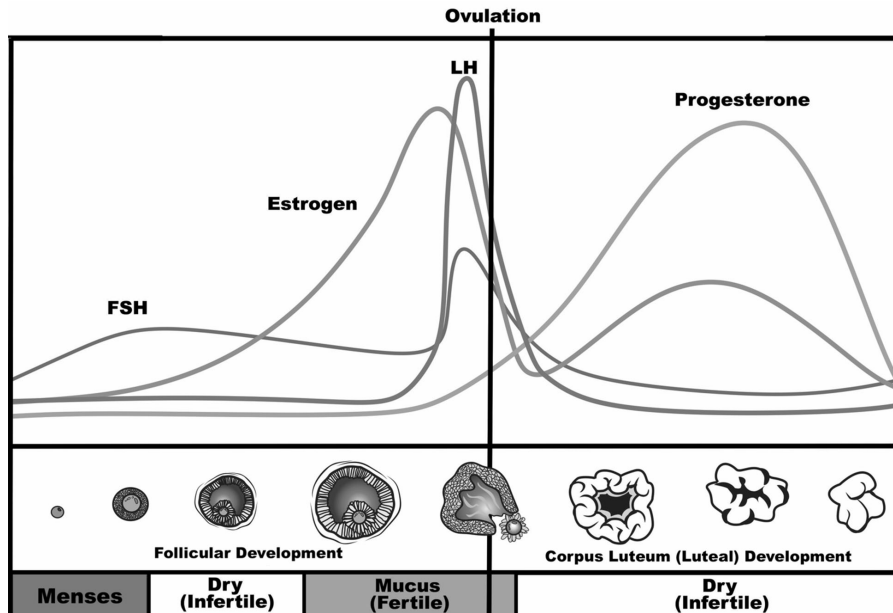 Ovulation
LH
Progesterone
Estrogen
FSH
Follicular Development
Corpus Luteum (Luteal) Development
Menses
Dry
(Infertile)
Mucus
(Fertile)
Dry
(Infertile)